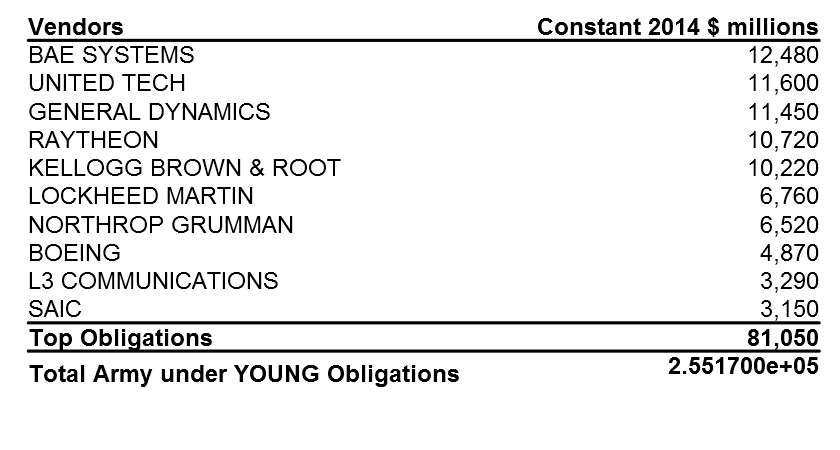 Vendors Constant 2014 $ millions
BAE SYSTEMS 12,480
UNITED TECH 11,600
GENERAL DYNAMICS 11,450
RAYTHEON 10,720
KELLOGG BROWN & ROOT 10,220
LOCKHEED MARTIN 6,760
NORTHROP GRUMMAN 6,520
BOEING 4,870
L3 COMMUNICATIONS 3,290
SAIC 3,150
Top Obligations 81,050
Total Army under YOUNG Obligations 2.551700e+05